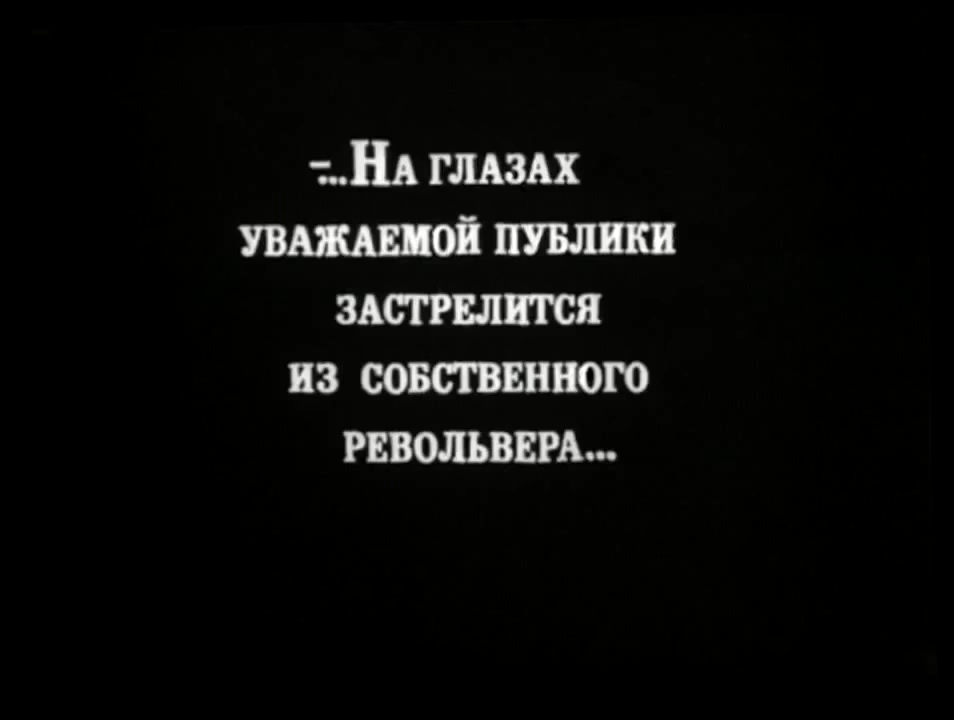 –...На глазах
уважаемой публики
застрелится
из собственного
револьвера...